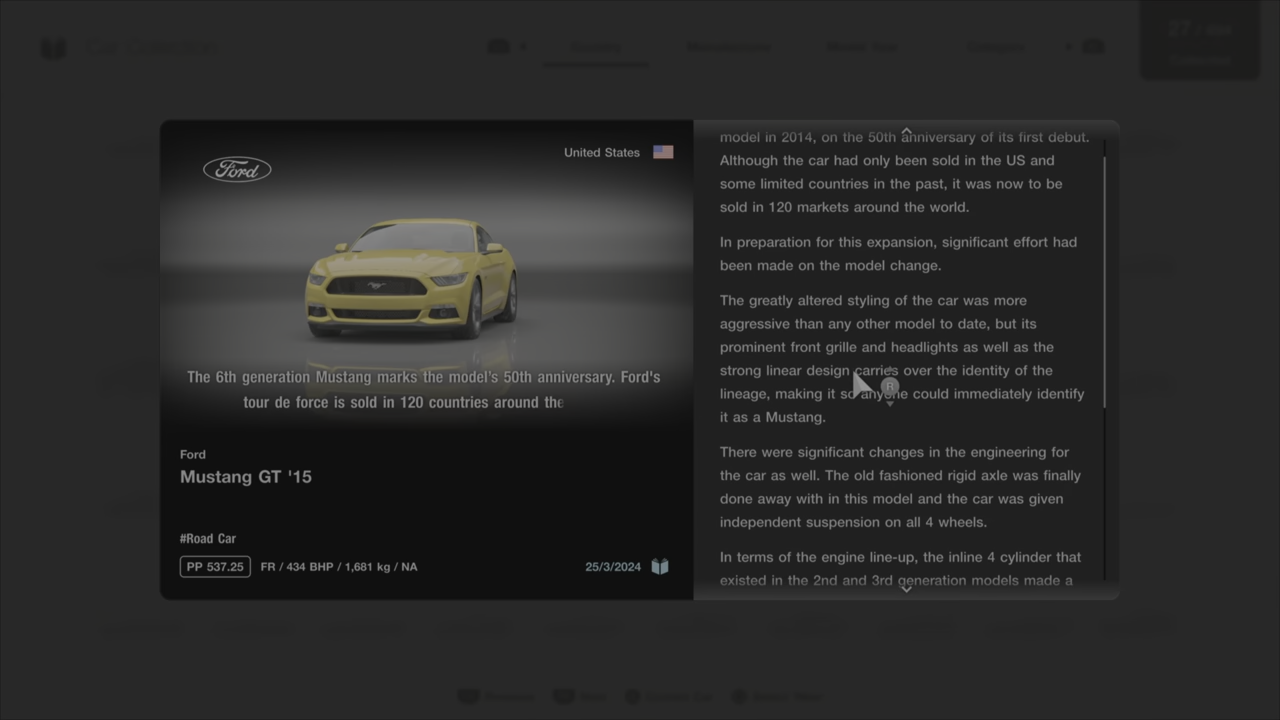 Car Collection
27
United States
Ford
The 6th generation Mustang marks the model's 50th anniversary. Ford's
tour de force is sold in 120 countries around the
Ford
Mustang GT '15
#Road Car
PP 537.25
FR / 434 BHP / 1,681 kg / NA
25/3/2024
model in 2014, on the 50th anniversary of its first debut.
Although the car had only been sold in the US and
some limited countries in the past, it was now to be
sold in 120 markets around the world.
In preparation for this expansion, significant effort had
been made on the model change.
The greatly altered styling of the car was more
aggressive than any other model to date, but its
prominent front grille and headlights as well as the
strong linear design carries over the identity of the
lineage, making it so anyone could immediately identify
it as a Mustang.
There were significant changes in the engineering for
the car as well. The old fashioned rigid axle was finally
done away with in this model and the car was given
independent suspension on all 4 wheels.
In terms of the engine line-up, the inline 4 cylinder that
existed in the 2nd and 3rd generation models made a
R